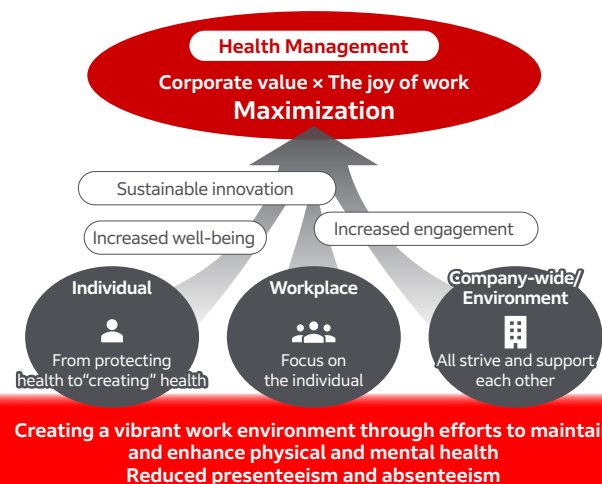 Health Management
Corporate value × The joy of work
Maximization
Sustainable innovation
Increased well-being
Increased engagement
Individual
From protecting
health to“creating” health
Workplace
Focus on
the individual
Company-wide/
Environment
All strive and support
each other
Creating a vibrant work environment through efforts to maintai
and enhance physical and mental health
Reduced presenteeism and absenteeism